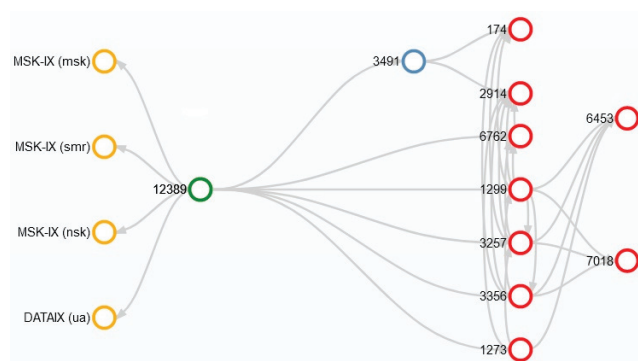 MSK-IX (msk)
MSK-IX (smr)
MSK-IX (nsk)
DATAIX (ua)
12389
3491
174
2914
6762
1299
3257
3356
1273
6453
7018